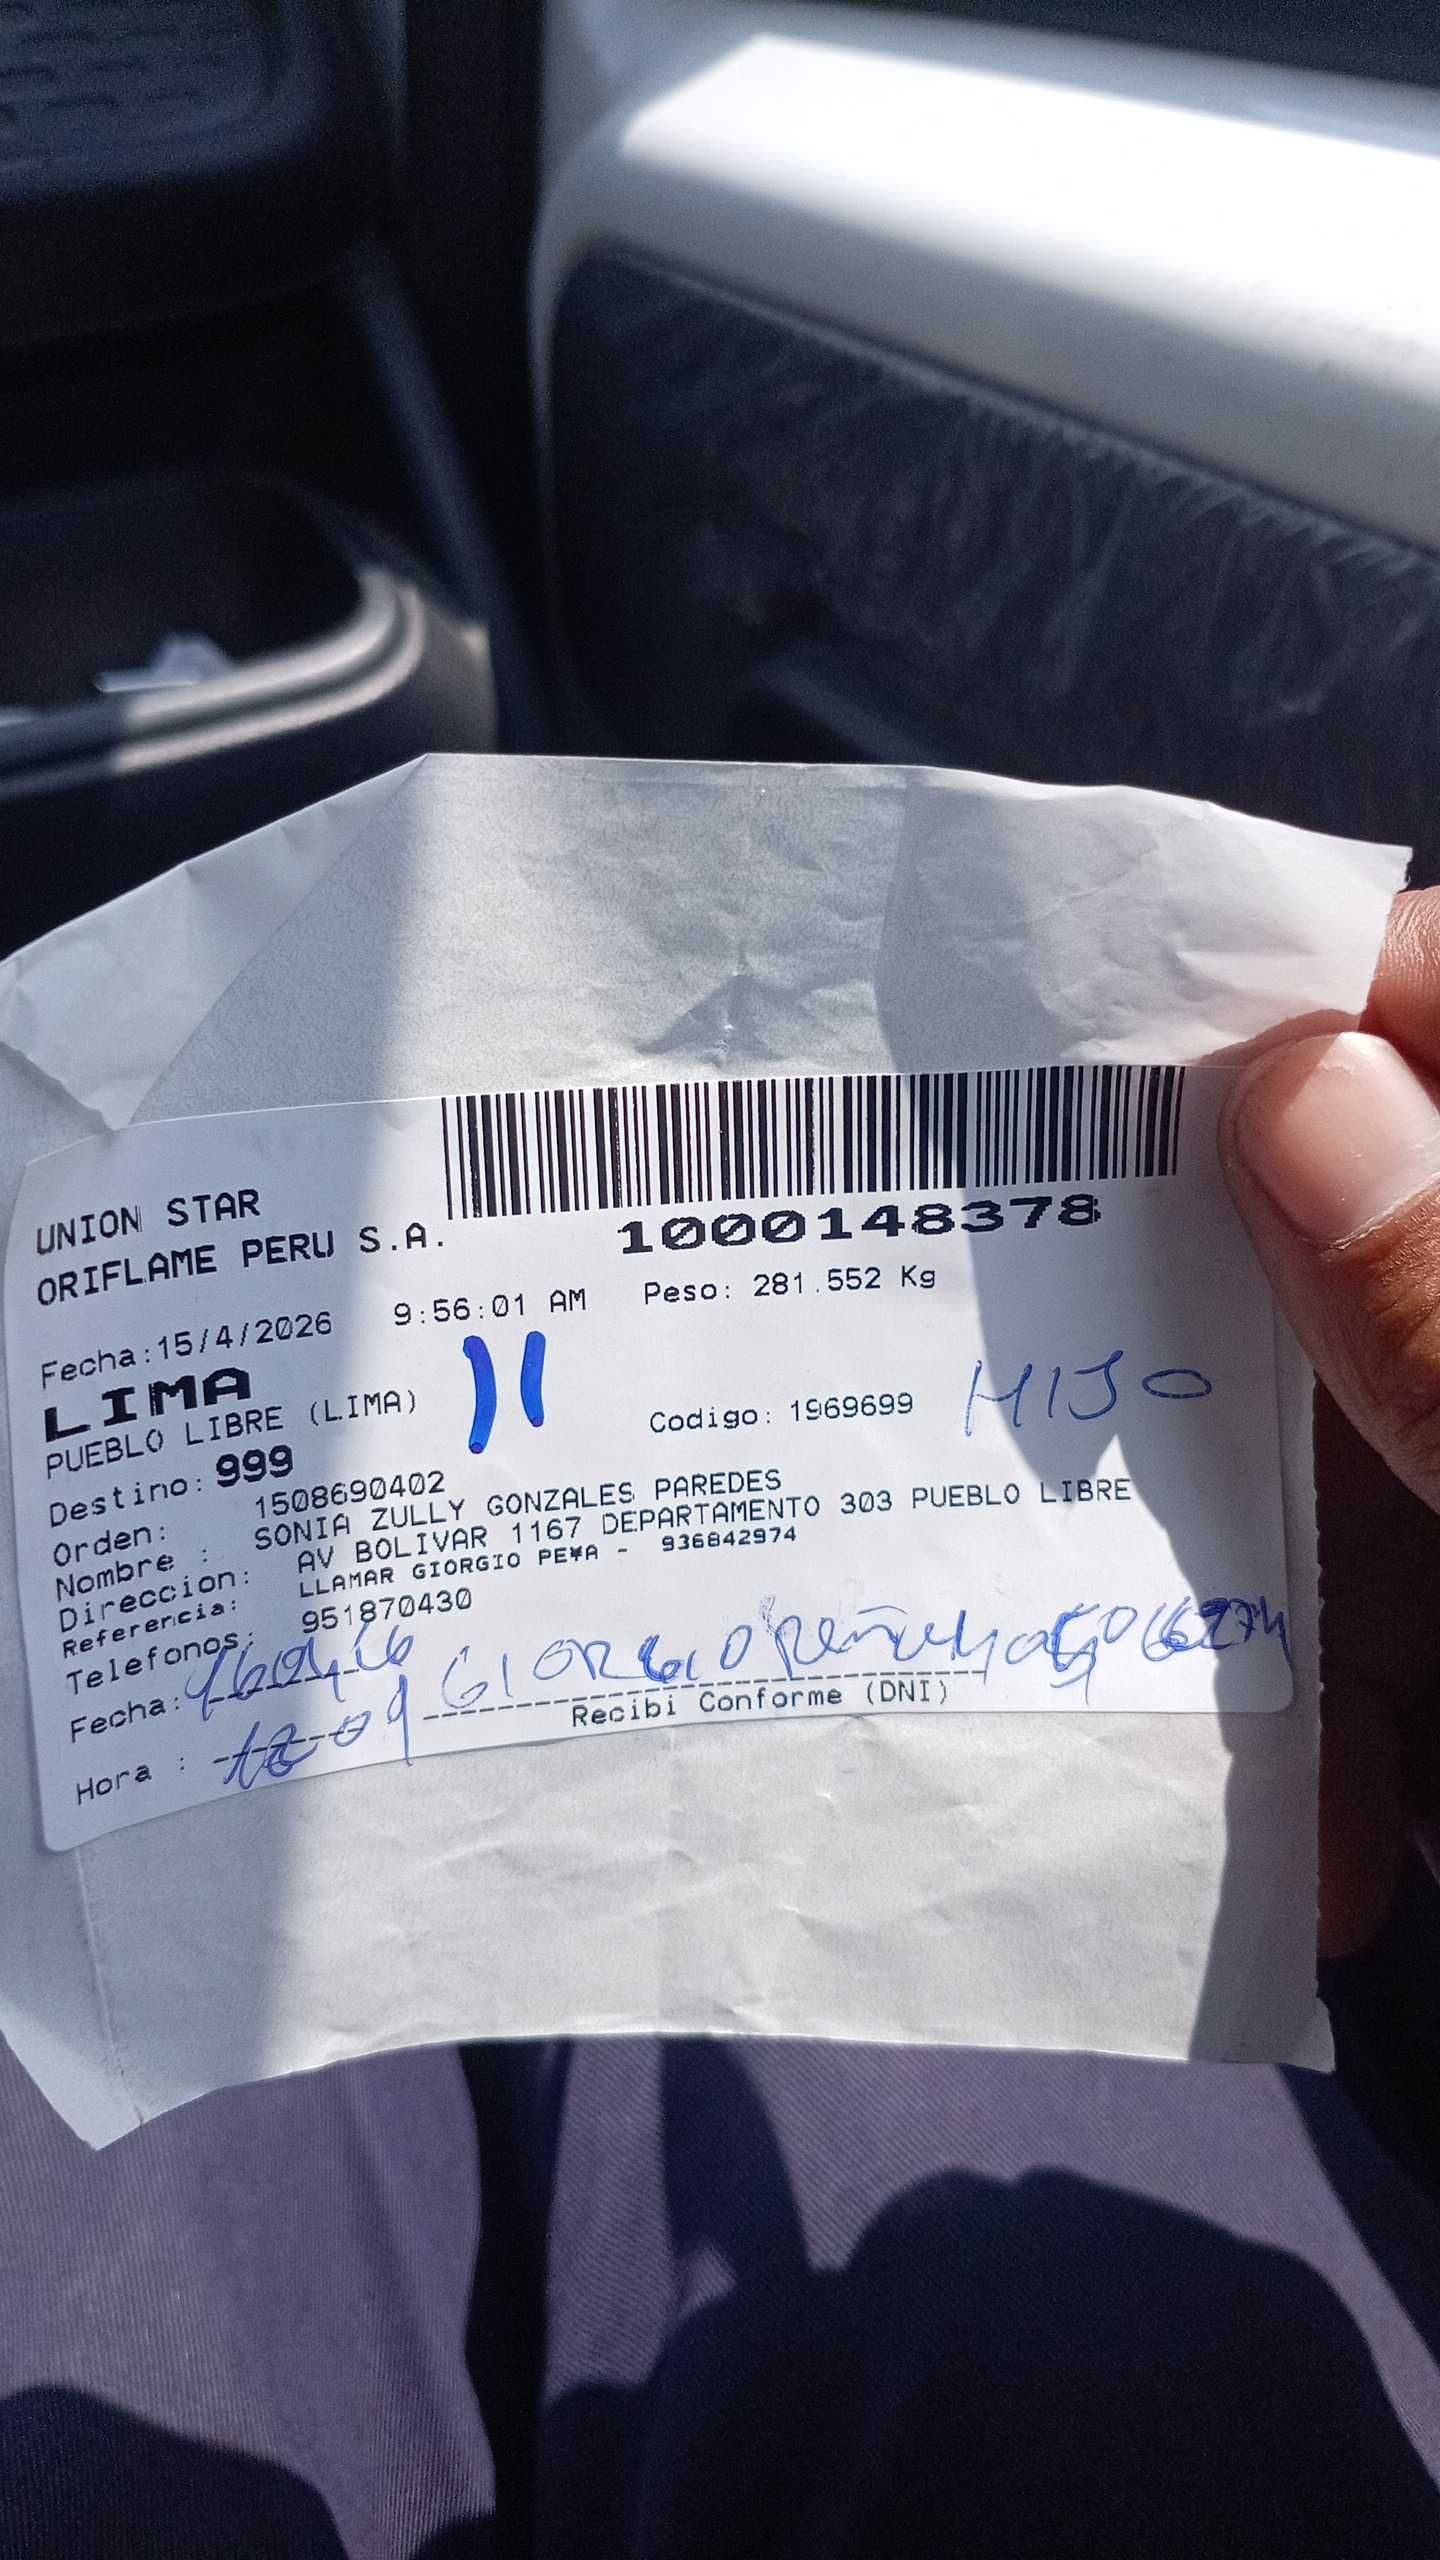 UNION STAR
ORIFLAME PERU S.A.
1000148378
Fecha:15/4/2026 9:56:01 AM Peso: 281.552 Kg
LIMA
PUEBLO LIBRE (LIMA)
Codigo: 1969699 HIJO
Destino: 999
Orden: 1508690402
Nombre : SONIA ZULLY GONZALES PAREDES
Direccion: AV BOLIVAR 1167 DEPARTAMENTO 303 PUEBLO LIBRE
Referencia: LLAMAR GIORGIO PE¥A - 936842974
Telefonos: 951870430
Fecha: GIORGIO
Recibi Conforme (DNI)
Hora :